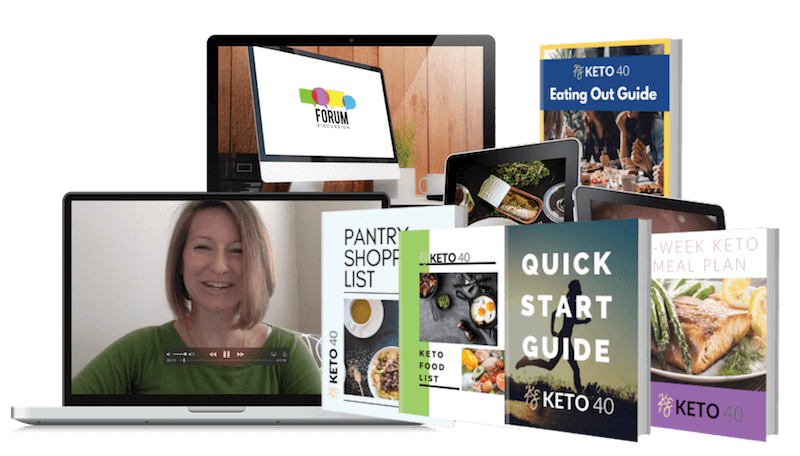 FORUM
DISCUSSION
KETO 40
Eating Out Guide
PANTRY
SHOPP
LIST
KETO 40
KETO 40
KETO
FOOD
LIST
QUICK
START
GUIDE
KETO 40
-WEEK KETO
MEAL PLAN
KETO 40